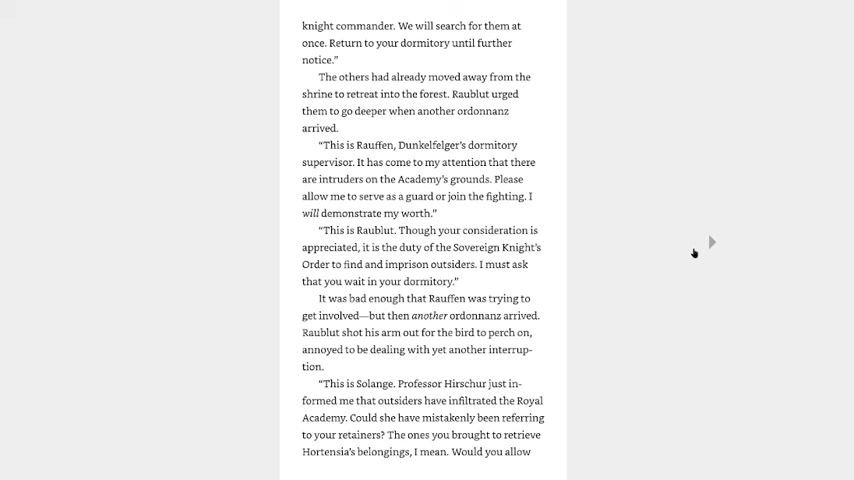 knight commander. We will search for them at
once. Return to your dormitory until further
notice.”
The others had already moved away from the
shrine to retreat into the forest. Raublut urged
them to go deeper when another ordonnanz
arrived.
“This is Rauffen, Dunkelfelger’s dormitory
supervisor. It has come to my attention that there
are intruders on the Academy’s grounds. Please
allow me to serve as a guard or join the fighting. I
will demonstrate my worth.”
“This is Raublut. Though your consideration is
appreciated, it is the duty of the Sovereign Knight’s
Order to find and imprison outsiders. I must ask
that you wait in your dormitory.”
It was bad enough that Rauffen was trying to
get involved—but then another ordonnanz arrived.
Raublut shot his arm out for the bird to perch on,
annoyed to be dealing with yet another interrup-
tion.
“This is Solange. Professor Hirschur just in-
formed me that outsiders have infiltrated the Royal
Academy. Could she have mistakenly been referring
to your retainers? The ones you brought to retrieve
Hortensia’s belongings, I mean. Would you allow